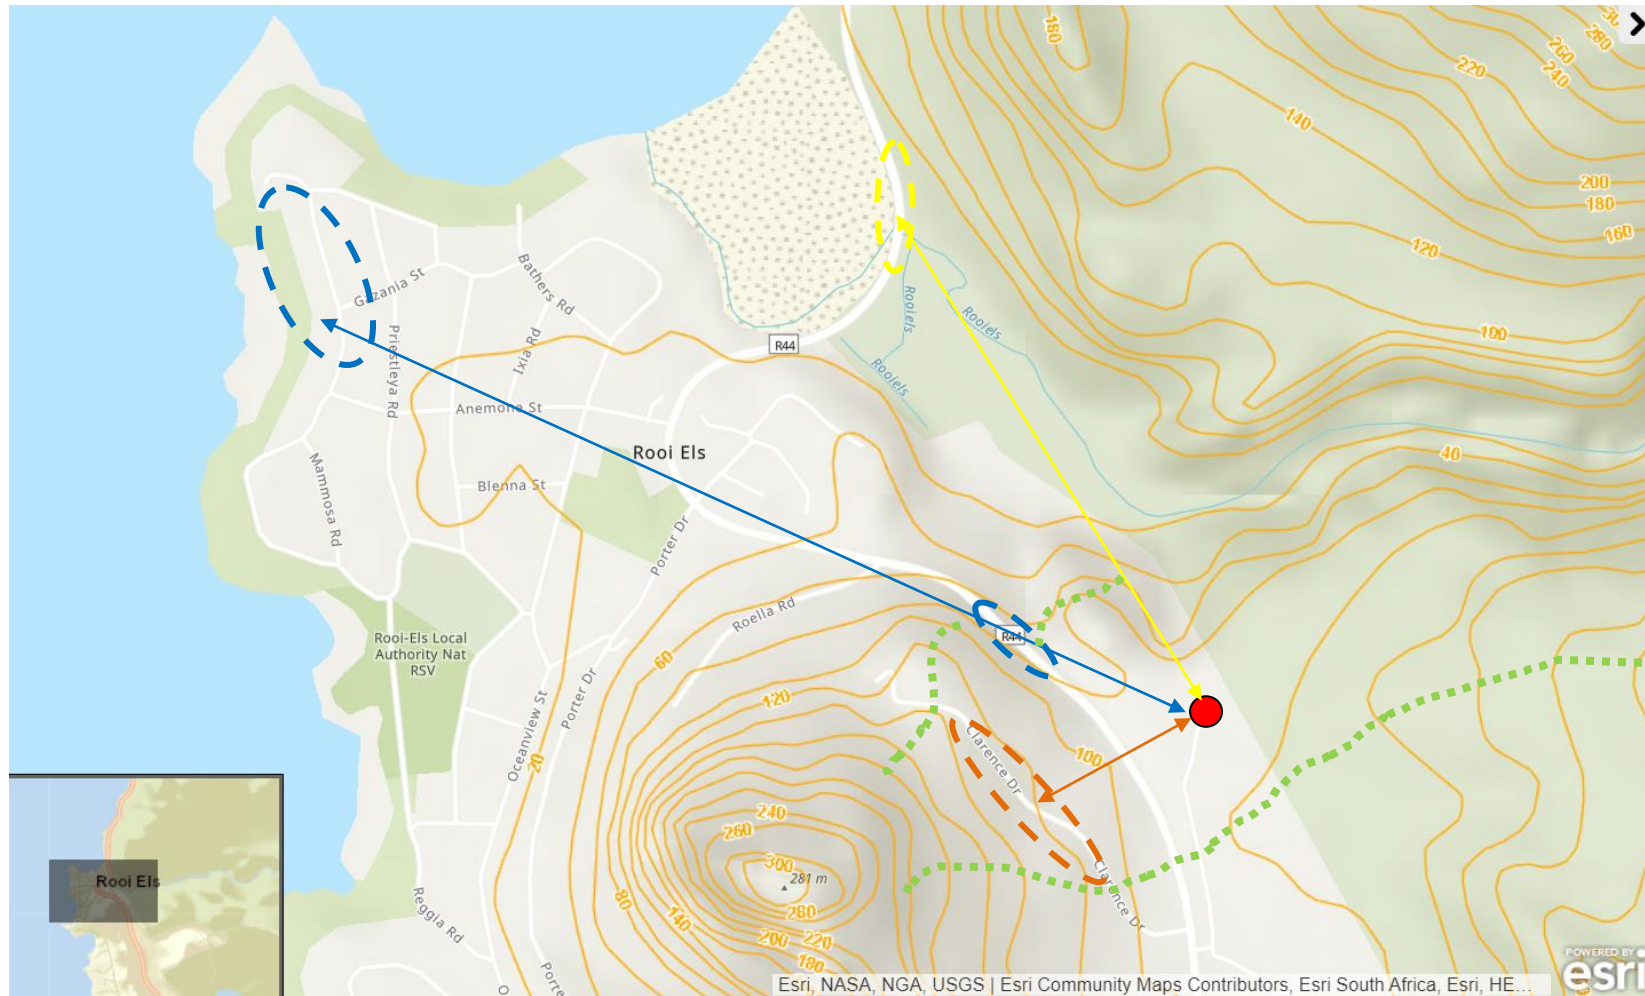 180
30
280
260
240
220
140
200
180
160
120
100
40
Gazania St
Bathers Rd
Ixia Rd
Priestleya Rd
Anemone St
Blenna St
Mammosa Rd
R44
Rooiels
Rooiels
Rooiels
Rooi Els
Porter Dr
Roella Rd
60
R44
Rooi-Els Local
Authority Nat
RSV
120
Oceanview St
Porter Dr
20
Clarence Dr
100
240
260
300
281 m
280
200
220
180
80
140
Clarence Dr
Reggia Rd
Porte
O
Rooi Els
POWERED BY
esri
Esri, NASA, NGA, USGS | Esri Community Maps Contributors, Esri South Africa, Esri, HE...